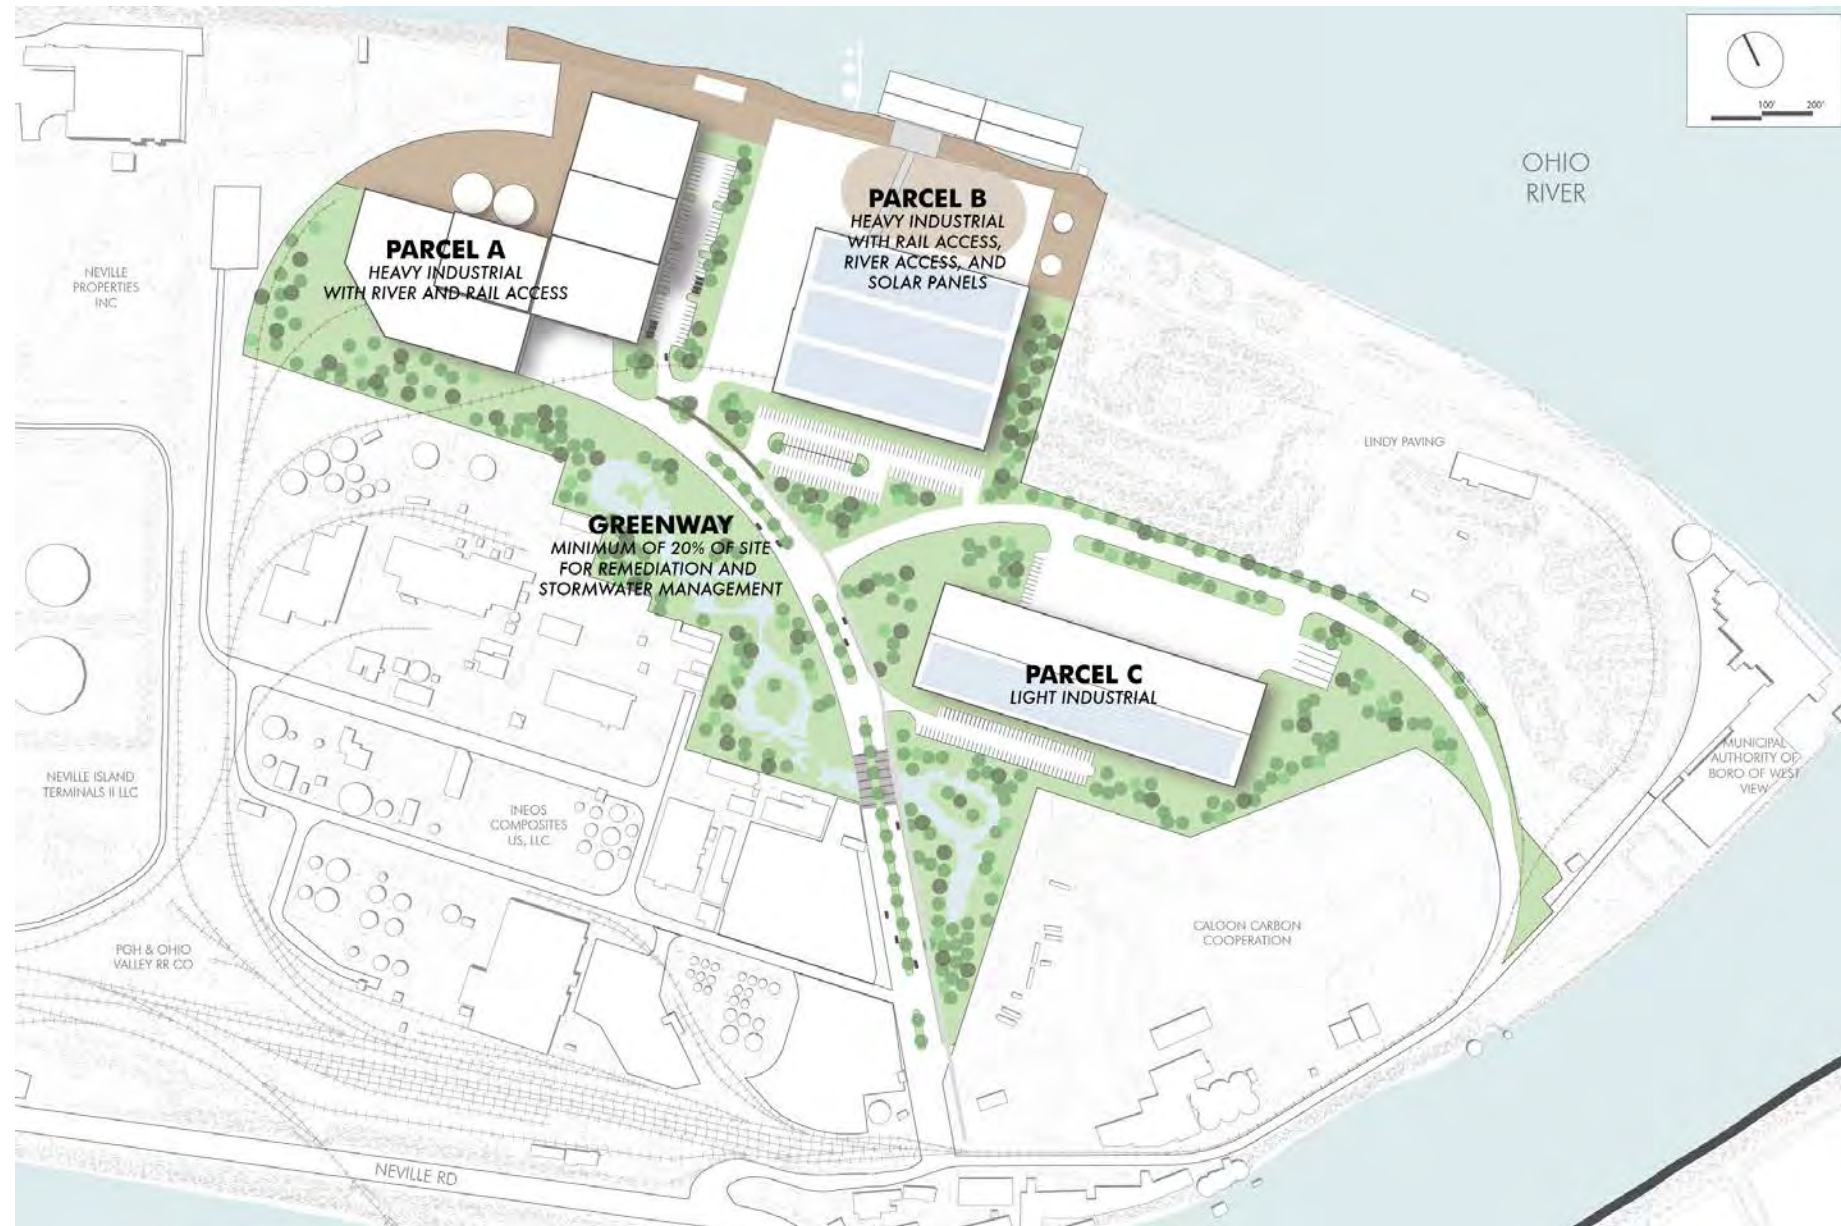 100'
200'
OHIO
RIVER
PARCEL A
HEAVY INDUSTRIAL
WITH RIVER AND RAIL ACCESS
PARCEL B
HEAVY INDUSTRIAL
WITH RAIL ACCESS,
RIVER ACCESS, AND
SOLAR PANELS
NEVILLE
PROPERTIES
INC
LINDY PAVING
GREENWAY
MINIMUM OF 20% OF SITE
FOR REMEDIATION AND
STORMWATER MANAGEMENT
PARCEL C
LIGHT INDUSTRIAL
MUNICIPAL
AUTHORITY OF
BORO OF WEST
VIEW
NEVILLE ISLAND
TERMINALS II LLC
INEOS
COMPOSITES
US, LLC
PGH & OHIO
VALLEY RR CO
CALGON CARBON
COOPERATION
NEVILLE RD